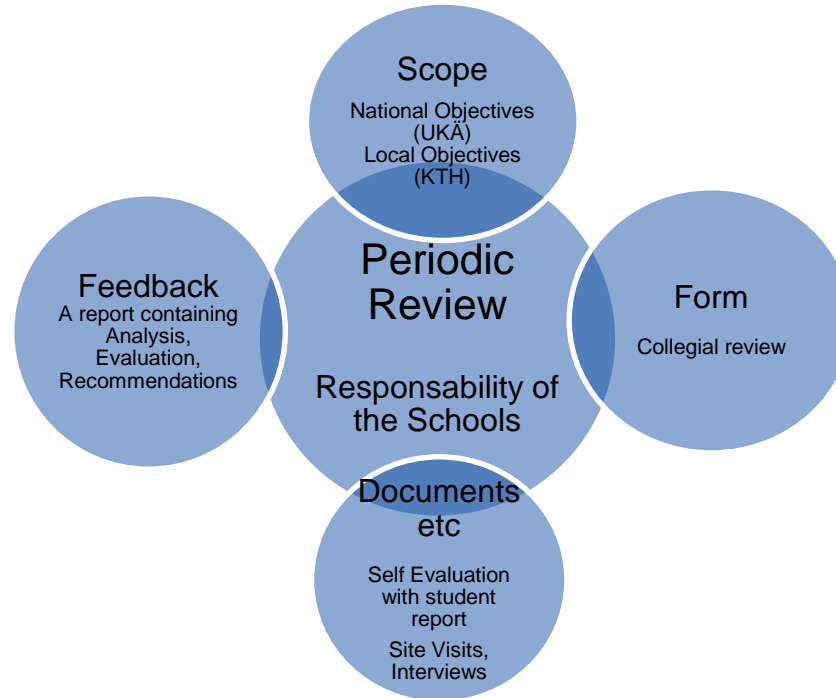 Scope
National Objectives
(UKÄ)
Local Objectives
(KTH)
Periodic
Review
Responsability of
the Schools
Feedback
A report containing
Analysis,
Evaluation,
Recommendations
Form
Collegial review
Documents
etc
Self Evaluation
with student
report
Site Visits,
Interviews